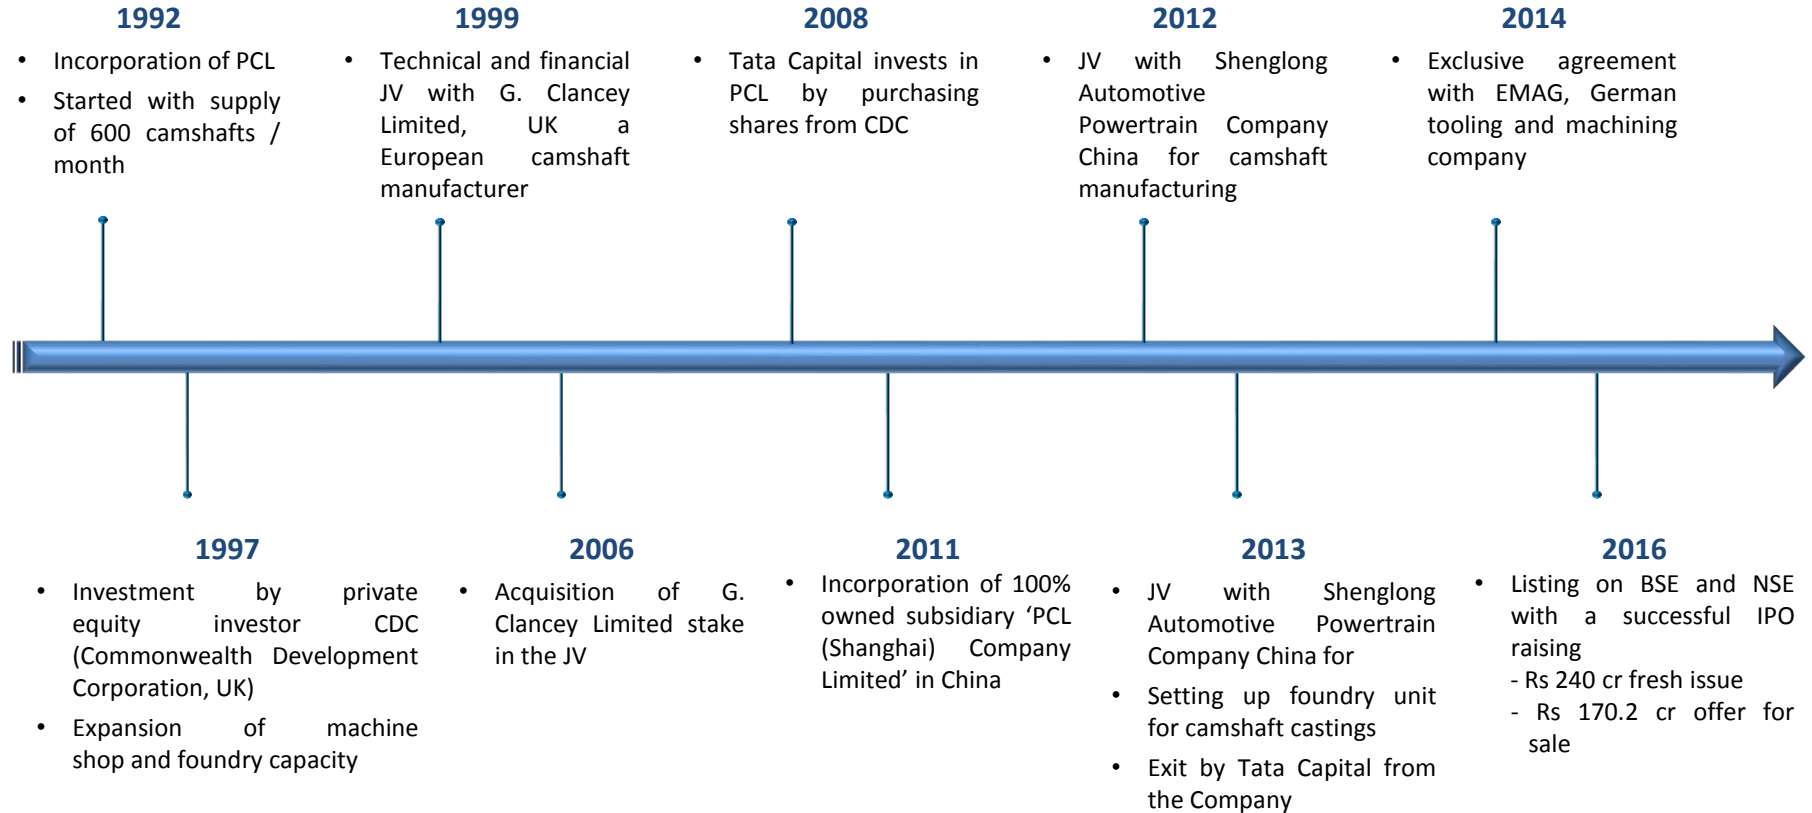 1992
• Incorporation of PCL
• Started with supply
of 600 camshafts /
month
1999
• Technical and financial
JV with G. Clancey
Limited, UK a
European camshaft
manufacturer
2008
• Tata Capital invests in
PCL by purchasing
shares from CDC
2012
• JV with Shenglong
Automotive
Powertrain Company
China for camshaft
manufacturing
2014
• Exclusive agreement
with EMAG, German
tooling and machining
company
1997
• Investment by private
equity investor CDC
(Commonwealth Development
Corporation, UK)
• Expansion of machine
shop and foundry capacity
2006
• Acquisition of G.
Clancey Limited stake
in the JV
2011
• Incorporation of 100%
owned subsidiary ‘PCL
(Shanghai) Company
Limited’ in China
2013
• JV with Shenglong
Automotive Powertrain
Company China for
• Setting up foundry unit
for camshaft castings
• Exit by Tata Capital from
the Company
2016
• Listing on BSE and NSE
with a successful IPO
raising
- Rs 240 cr fresh issue
- Rs 170.2 cr offer for
sale